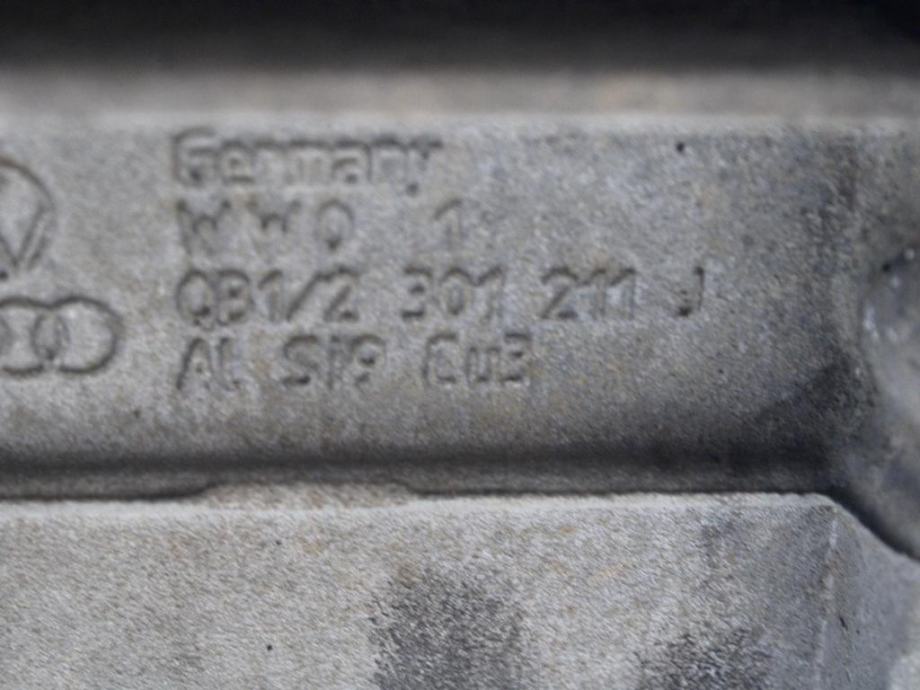 Germany
WWO 1
0B1/2 301 211 J
AL Si9 Cu3